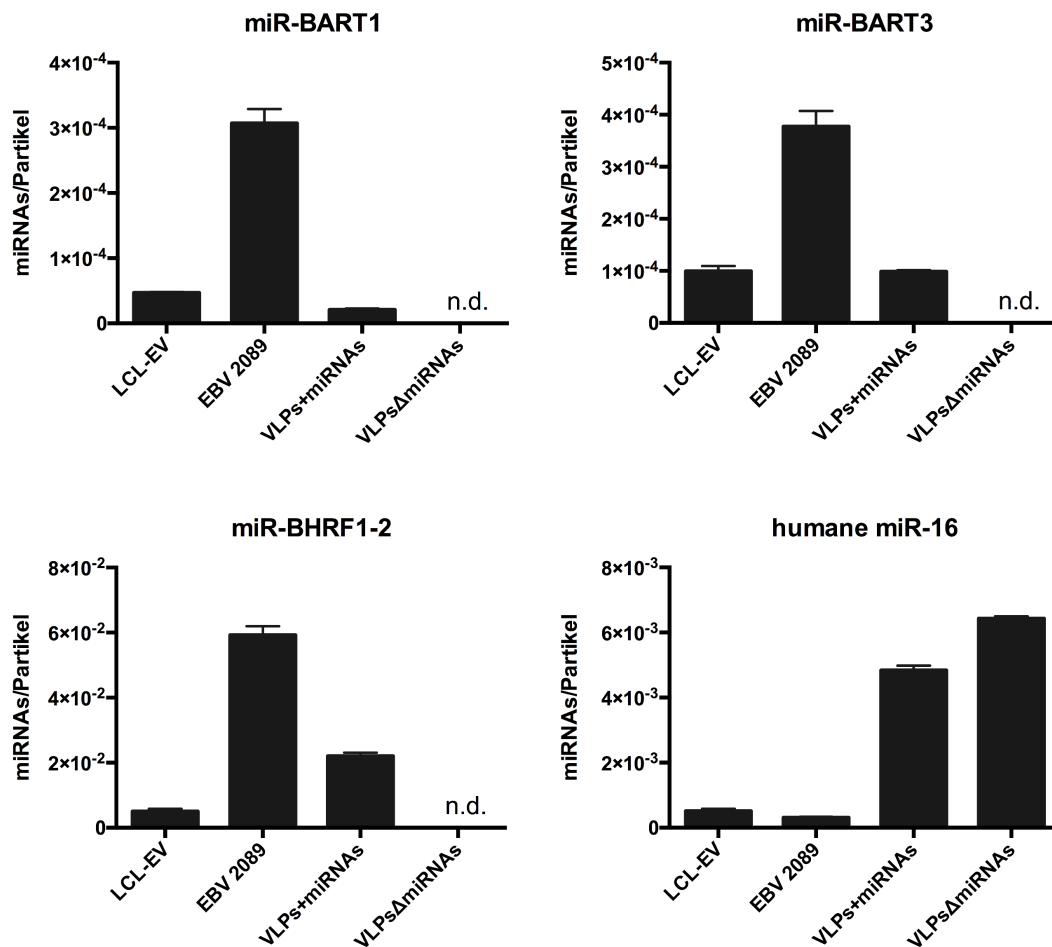 miR-BART1
miRNAs/Partikel
4×10⁻⁴
3×10⁻⁴
2×10⁻⁴
1×10⁻⁴
0
n.d.
LCL-EV
EBV 2089
VLPs+miRNAs
VLPsΔmiRNAs
miR-BART3
miRNAs/Partikel
5×10⁻⁴
4×10⁻⁴
3×10⁻⁴
2×10⁻⁴
1×10⁻⁴
0
n.d.
LCL-EV
EBV 2089
VLPs+miRNAs
VLPsΔmiRNAs
miR-BHRF1-2
miRNAs/Partikel
8×10⁻²
6×10⁻²
4×10⁻²
2×10⁻²
0
n.d.
LCL-EV
EBV 2089
VLPs+miRNAs
VLPsΔmiRNAs
humane miR-16
miRNAs/Partikel
8×10⁻³
6×10⁻³
4×10⁻³
2×10⁻³
0
LCL-EV
EBV 2089
VLPs+miRNAs
VLPsΔmiRNAs